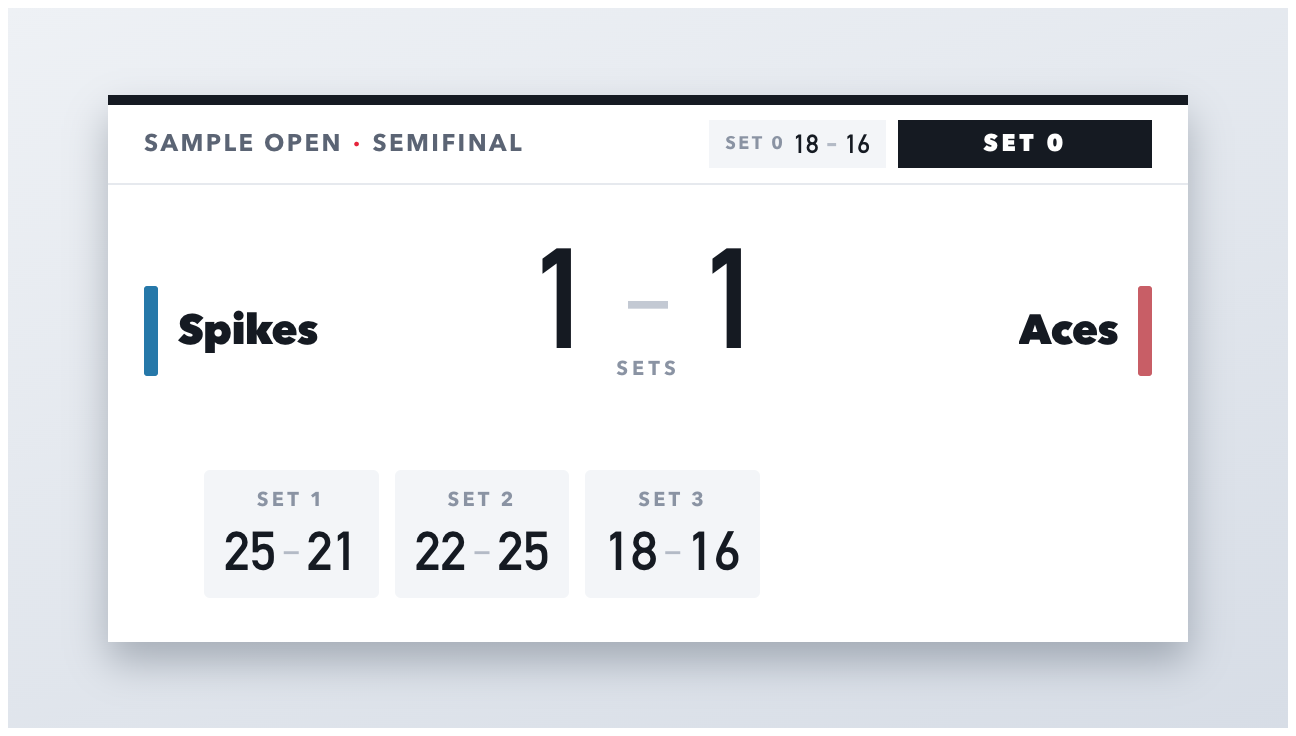 SAMPLE OPEN • SEMIFINAL
SET 0 18 – 16
SET 0
Spikes
1 – 1
SETS
Aces
SET 1
25 – 21
SET 2
22 – 25
SET 3
18 – 16